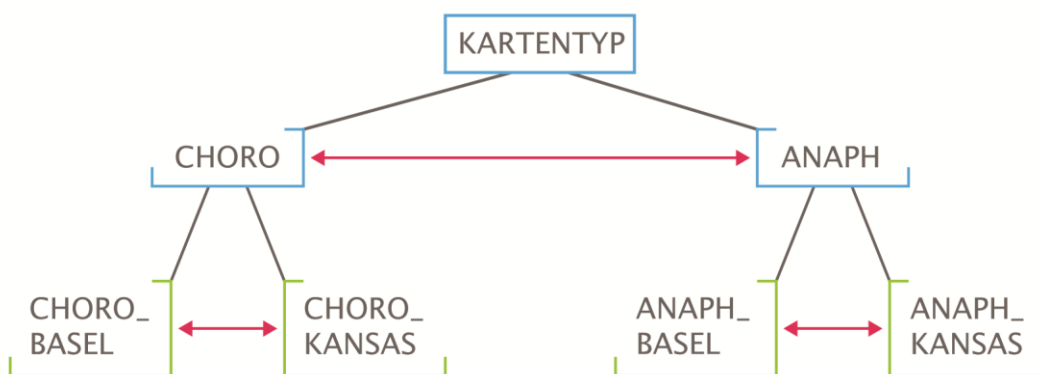 KARTENTYP
CHORO
ANAPH
CHORO_
BASEL
CHORO_
KANSAS
ANAPH_
BASEL
ANAPH_
KANSAS